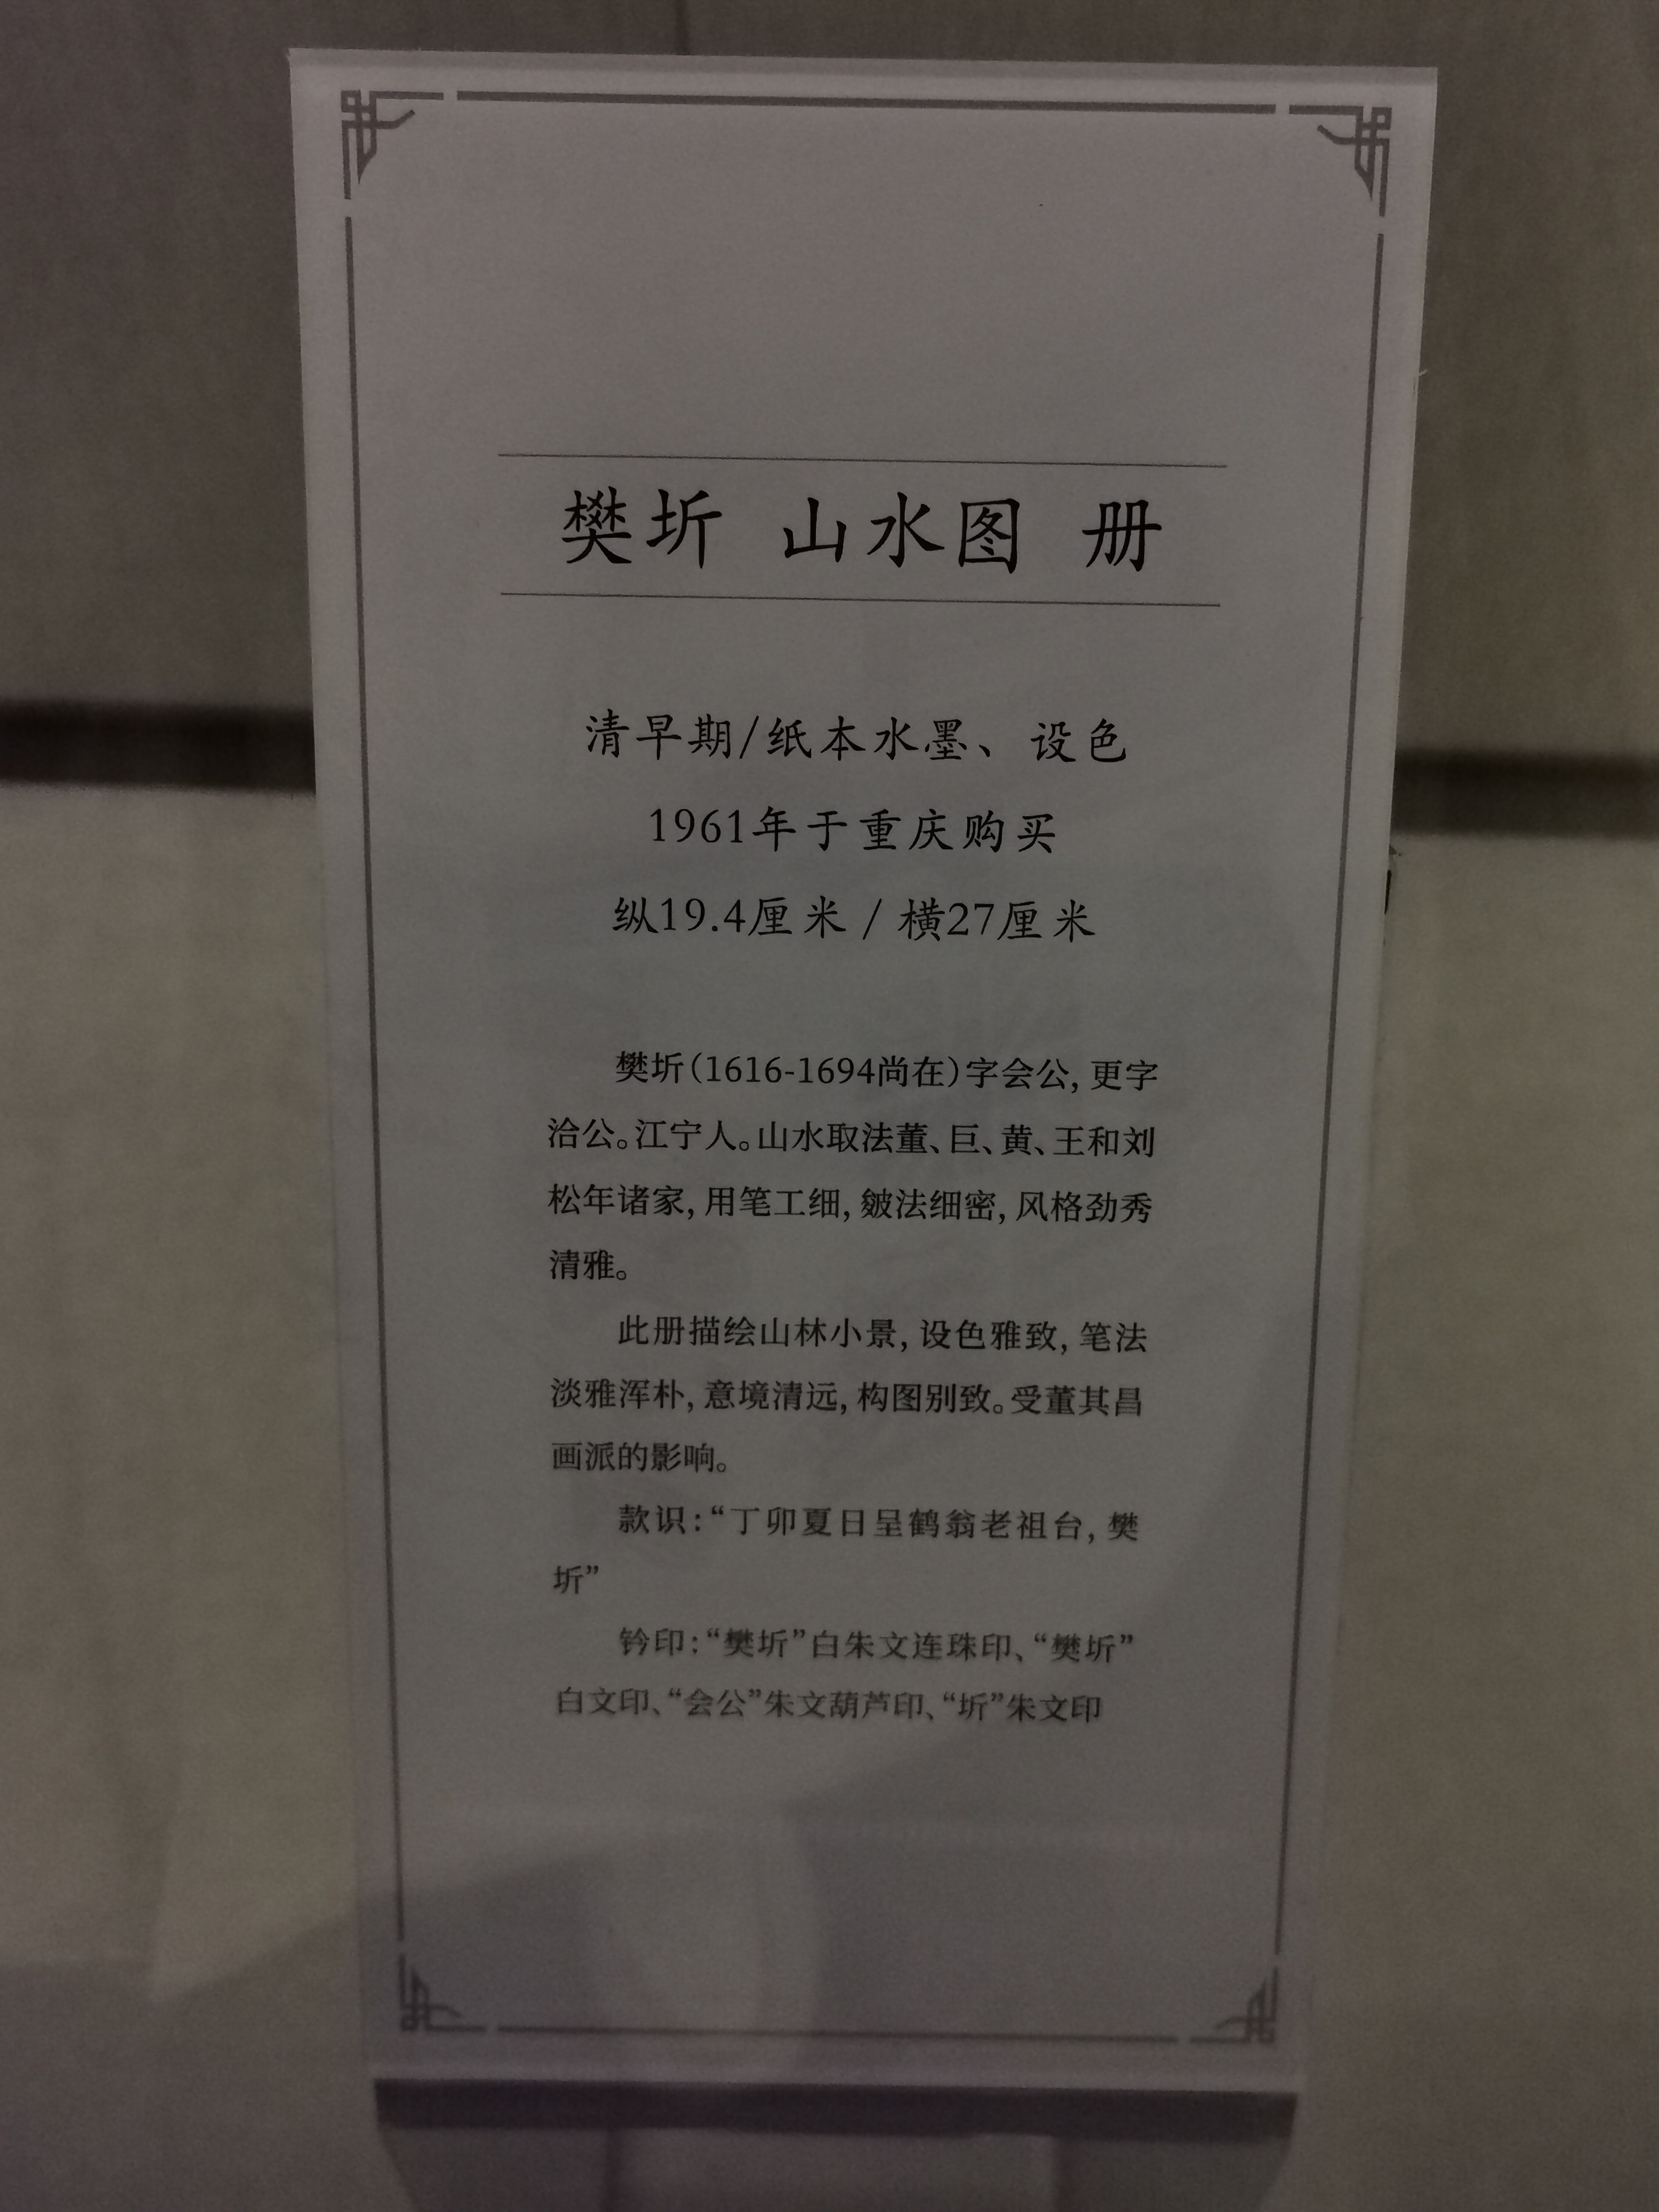 樊圻 山水图 册
清早期/纸本水墨、设色
1961年于重庆购买
纵19.4厘米 / 横27厘米
樊圻(1616-1694尚在)字会公, 更字
洽公。江宁人。山水取法董、巨、黄、王和刘
松年诸家, 用笔工细, 皴法细密, 风格劲秀
清雅。
此册描绘山林小景, 设色雅致, 笔法
淡雅浑朴, 意境清远, 构图别致。受董其昌
画派的影响。
款识:“丁卯夏日呈鹤翁老祖台, 樊
圻”
钤印:“樊圻”白朱文连珠印、“樊圻”
白文印、“会公”朱文葫芦印、“圻”朱文印